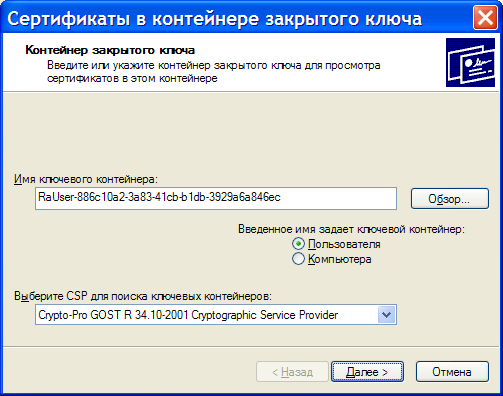 Сертификаты в контейнере закрытого ключа
Контейнер закрытого ключа
Введите или укажите контейнер закрытого ключа для просмотра
сертификатов в этом контейнере
Имя ключевого контейнера:
RaUser-886c10a2-3a83-41cb-b1db-3929a6a846ec
Обзор...
Введенное имя задает ключевой контейнер:
Пользователя
Компьютера
Выберите CSP для поиска ключевых контейнеров:
Crypto-Pro GOST R 34.10-2001 Cryptographic Service Provider
< Назад
Далее >
Отмена